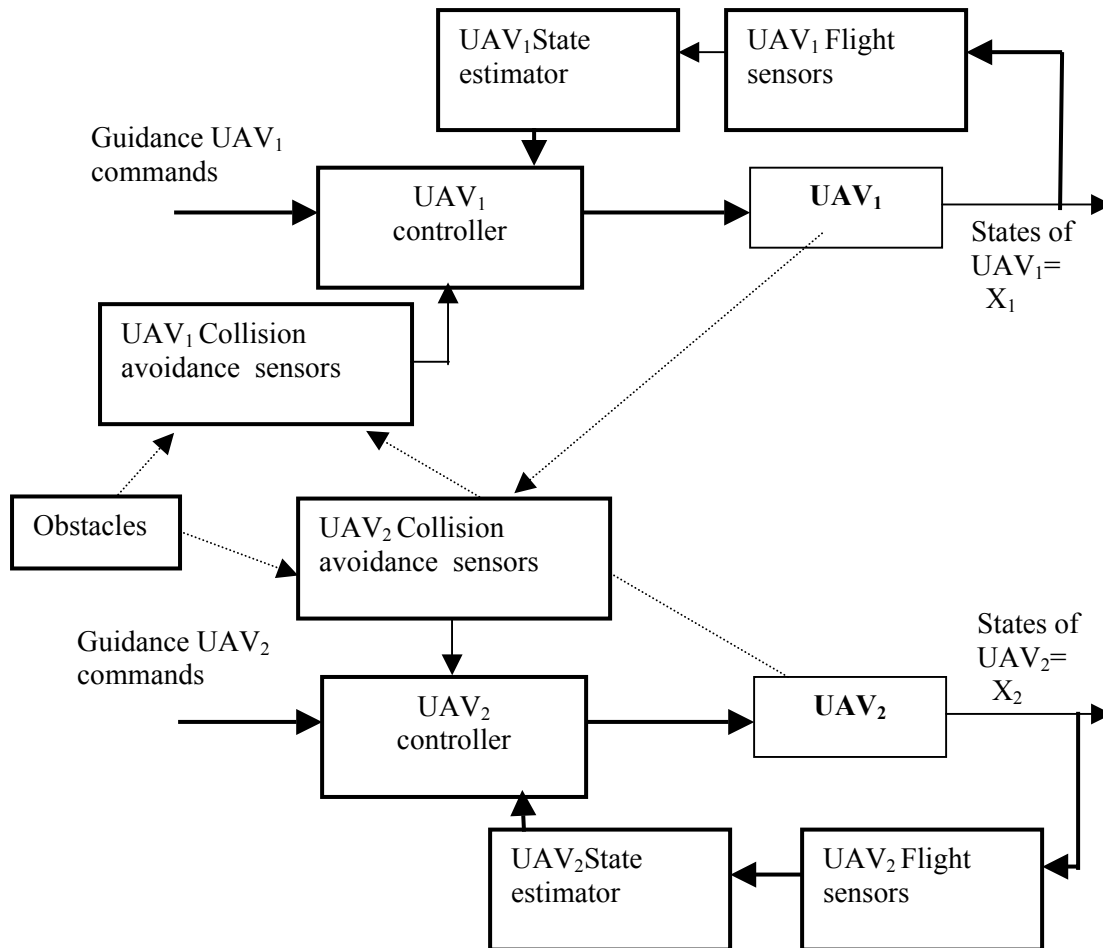 UAV₁State
estimator
UAV₁ Flight
sensors
Guidance UAV₁
commands
UAV₁
controller
UAV₁
States of
UAV₁=
X₁
UAV₁ Collision
avoidance sensors
Obstacles
UAV₂ Collision
avoidance sensors
Guidance UAV₂
commands
UAV₂
controller
UAV₂
States of
UAV₂=
X₂
UAV₂State
estimator
UAV₂ Flight
sensors